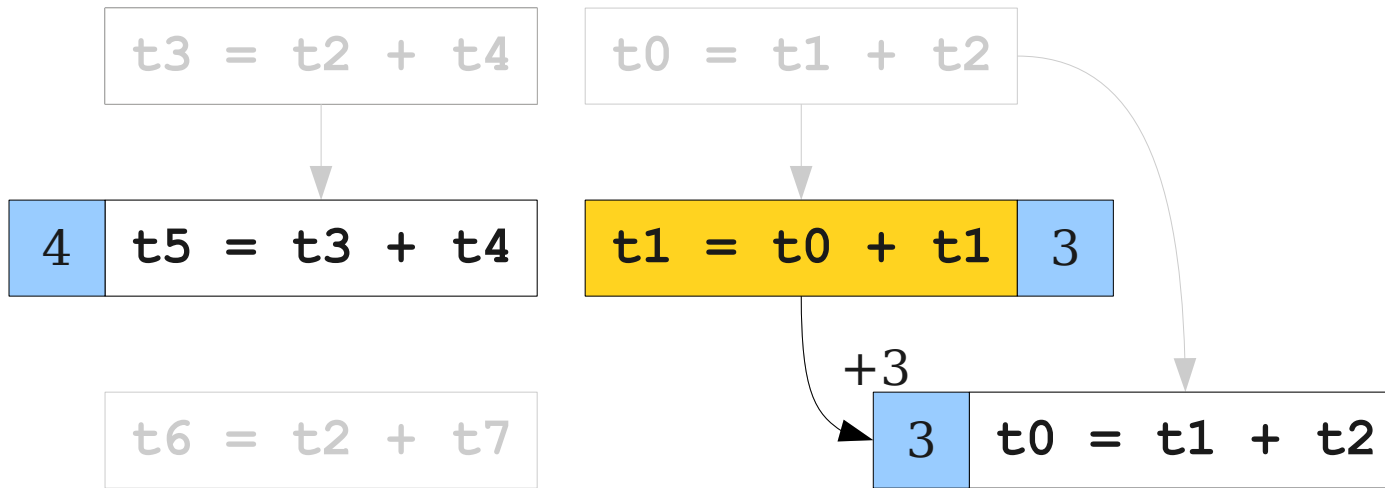 t3 = t2 + t4
t0 = t1 + t2
4 t5 = t3 + t4
t1 = t0 + t1 3
+3
3 t0 = t1 + t2
t6 = t2 + t7